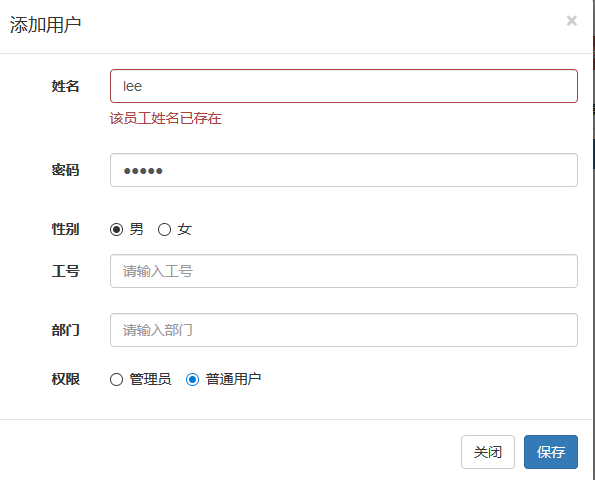 添加用户 ×
姓名 lee
该员工姓名已存在
密码 ●●●●●
性别 男 女
工号 请输入工号
部门 请输入部门
权限 管理员 普通用户
关闭 保存